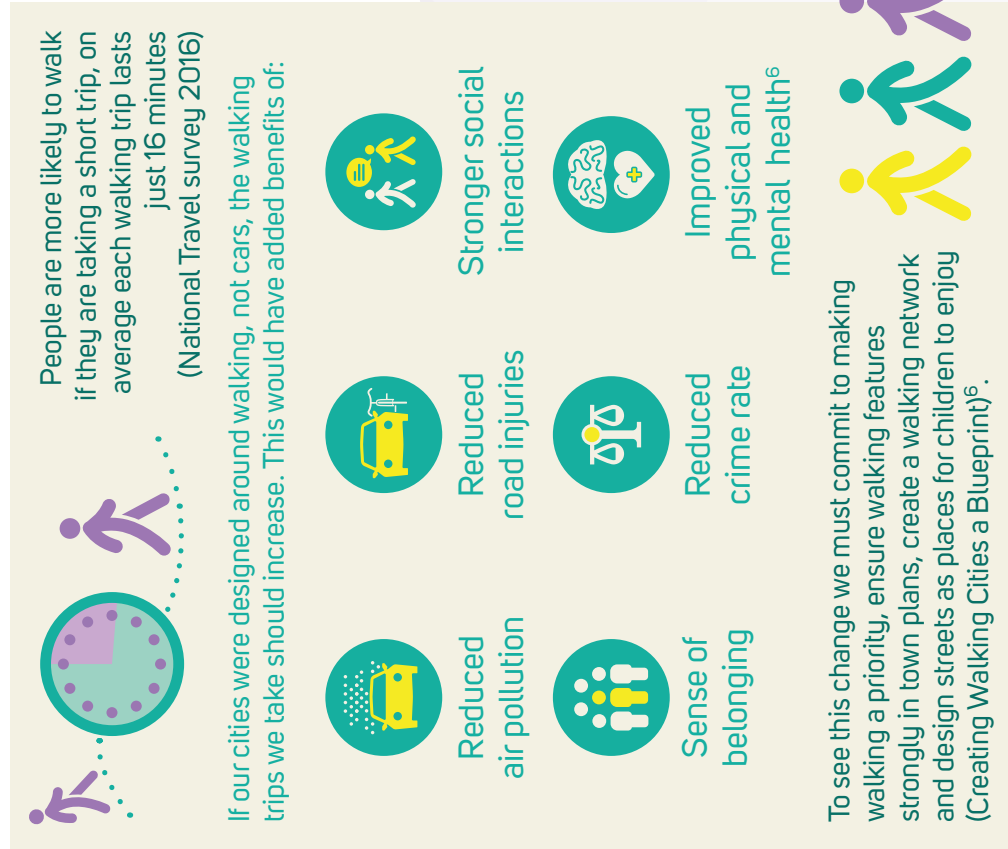 People are more likely to walk
if they are taking a short trip, on
average each walking trip lasts
just 16 minutes
(National Travel survey 2016)
If our cities were designed around walking, not cars, the walking
trips we take should increase. This would have added benefits of:
Reduced
air pollution
Reduced
road injuries
Stronger social
interactions
Sense of
belonging
Reduced
crime rate
Improved
physical and
mental health⁶
To see this change we must commit to making
walking a priority, ensure walking features
strongly in town plans, create a walking network
and design streets as places for children to enjoy
(Creating Walking Cities a Blueprint)⁶.